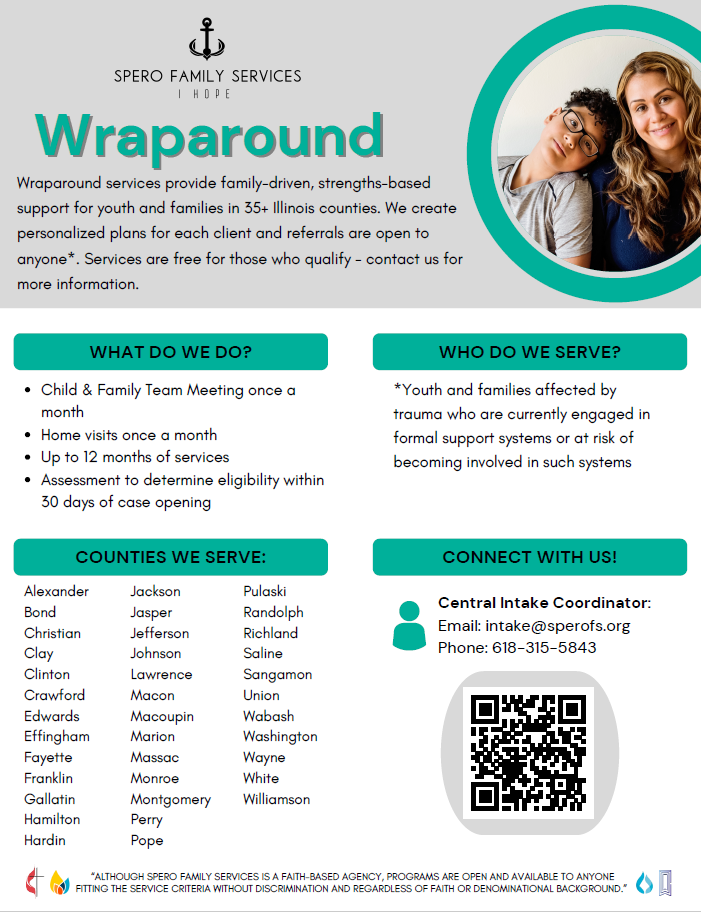 SPERO FAMILY SERVICES
I HOPE
Wraparound
Wraparound services provide family-driven, strengths-based
support for youth and families in 35+ Illinois counties. We create
personalized plans for each client and referrals are open to
anyone*. Services are free for those who qualify - contact us for
more information.
WHAT DO WE DO?
• Child & Family Team Meeting once a
month
• Home visits once a month
• Up to 12 months of services
• Assessment to determine eligibility within
30 days of case opening
WHO DO WE SERVE?
*Youth and families affected by
trauma who are currently engaged in
formal support systems or at risk of
becoming involved in such systems
COUNTIES WE SERVE:
Alexander
Bond
Christian
Clay
Clinton
Crawford
Edwards
Effingham
Fayette
Franklin
Gallatin
Hamilton
Hardin
Jackson
Jasper
Jefferson
Johnson
Lawrence
Macon
Macoupin
Marion
Massac
Monroe
Montgomery
Perry
Pope
Pulaski
Randolph
Richland
Saline
Sangamon
Union
Wabash
Washington
Wayne
White
Williamson
CONNECT WITH US!
Central Intake Coordinator:
Email: intake@sperofs.org
Phone: 618-315-5843
“ALTHOUGH SPERO FAMILY SERVICES IS A FAITH-BASED AGENCY, PROGRAMS ARE OPEN AND AVAILABLE TO ANYONE
FITTING THE SERVICE CRITERIA WITHOUT DISCRIMINATION AND REGARDLESS OF FAITH OR DENOMINATIONAL BACKGROUND.”